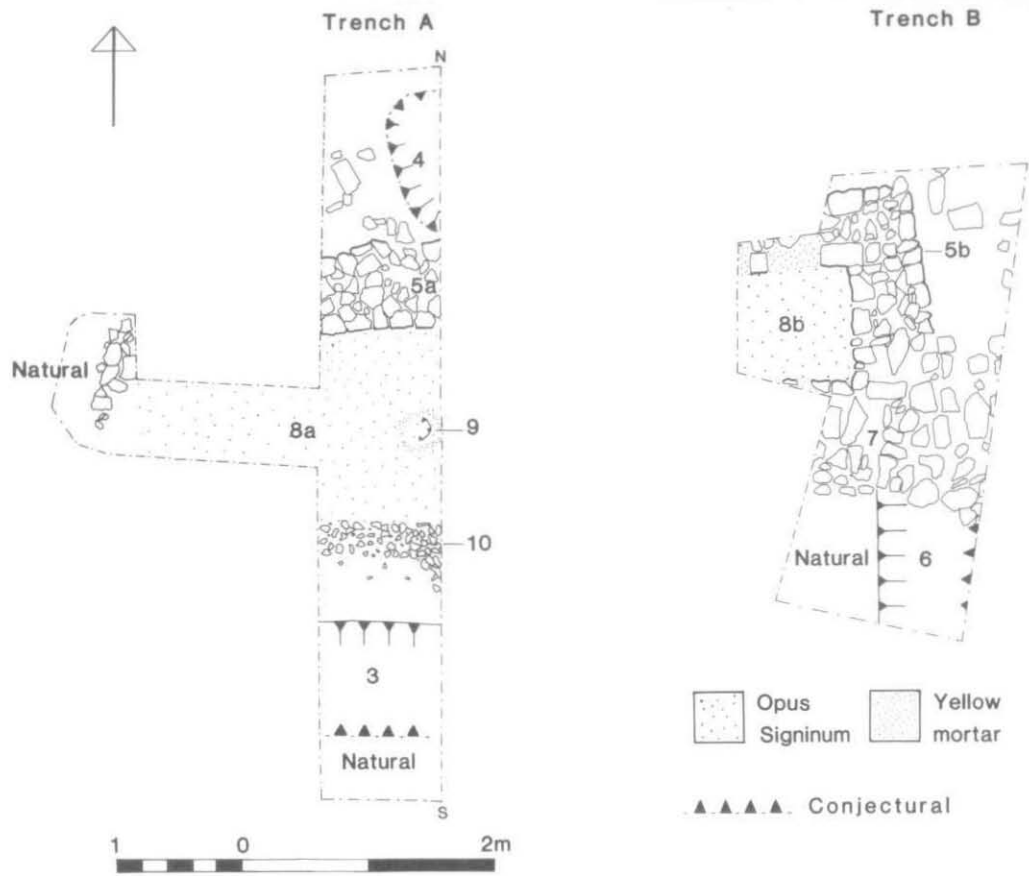 Trench A
Trench B
N
4
5a
5b
Natural
8b
8a
9
7
10
Natural
6
3
Natural
S
Opus
Signinum
Yellow
mortar
Conjectural
1 0 2m